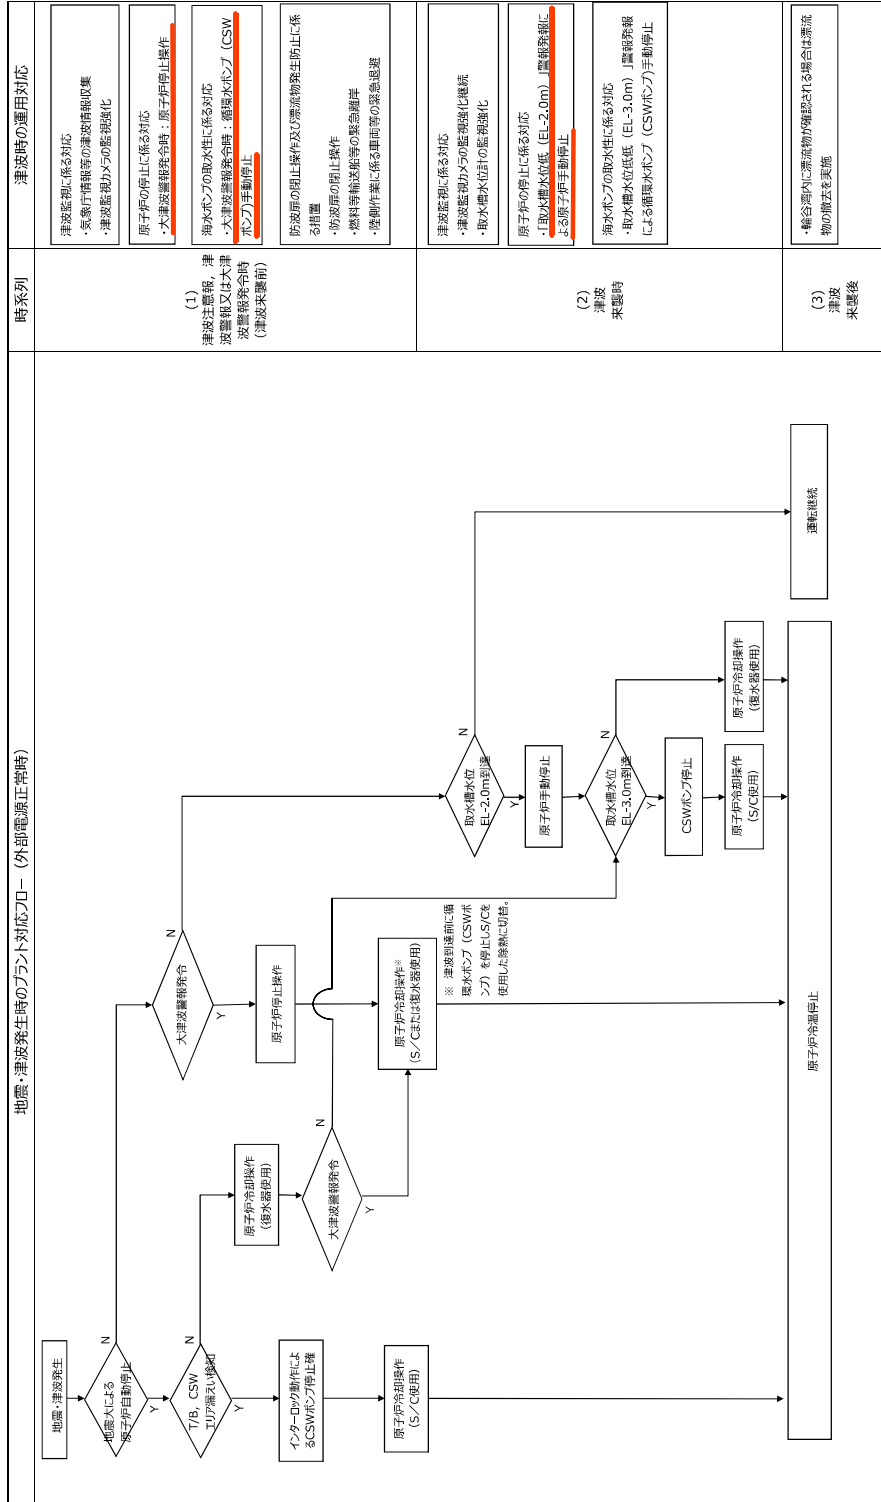 地震・津波発生時のプラント対応フロー（外部電源正常時）
時系列
津波時の運用対応
地震・津波発生
地震大による
原子炉自動停止
Y
N
T/B，CSW
エリア漏えい検知
Y
N
インターロック動作によ
るCSWポンプ停止確
原子炉冷却操作
（S／C使用）
原子炉冷却操作
（復水器使用）
大津波警報発令
Y
N
大津波警報発令
Y
N
原子炉停止操作
原子炉冷却操作※
（S／Cまたは復水器使用）
※ 津波到達前に循
環水ポンプ（CSWポ
ンプ）を停止しS/Cを
使用した除熱に切替。
取水槽水位
EL-2.0m到達
Y
N
原子炉手動停止
取水槽水位
EL-3.0m到達
Y
N
CSWポンプ停止
原子炉冷却操作
（S/C使用）
原子炉冷却操作
（復水器使用）
運転継続
原子炉冷温停止
（1）
津波注意報，津
波警報又は大津
波警報発令時
（津波来襲前）
津波監視に係る対応
・気象庁情報等の津波情報収集
・津波監視カメラの監視強化
原子炉の停止に係る対応
・大津波警報発令時：原子炉停止操作
海水ポンプの取水性に係る対応
・大津波警報発令時：循環水ポンプ（CSW
ポンプ）手動停止
防波扉の閉止操作及び漂流物発生防止に係
る措置
・防波扉の閉止操作
・燃料等輸送船等の緊急離岸
・陸側作業に係る車両等の緊急退避
（2）
津波
来襲時
津波監視に係る対応
・津波監視カメラの監視強化継続
・取水槽水位計の監視強化
原子炉の停止に係る対応
・「取水槽水位低（EL-2.0m）」警報発報に
よる原子炉手動停止
海水ポンプの取水性に係る対応
・取水槽水位低低（EL-3.0m）」警報発報
による循環水ポンプ（CSWポンプ）手動停止
（3）
津波
来襲後
・輪谷湾内に漂流物が確認される場合は漂流
物の撤去を実施